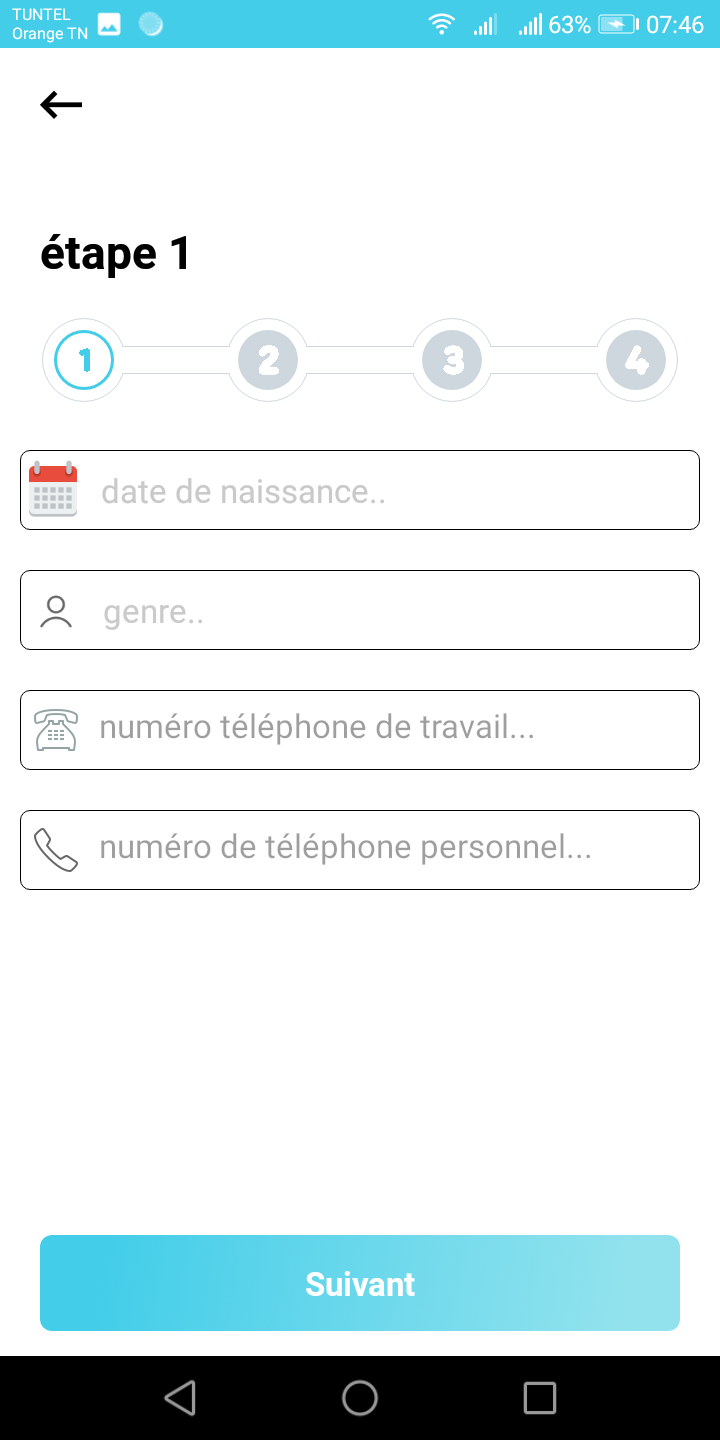 TUNTEL
Orange TN
63%
07:46
étape 1
1 2 3 4
date de naissance..
genre..
numéro téléphone de travail...
numéro de téléphone personnel...
Suivant